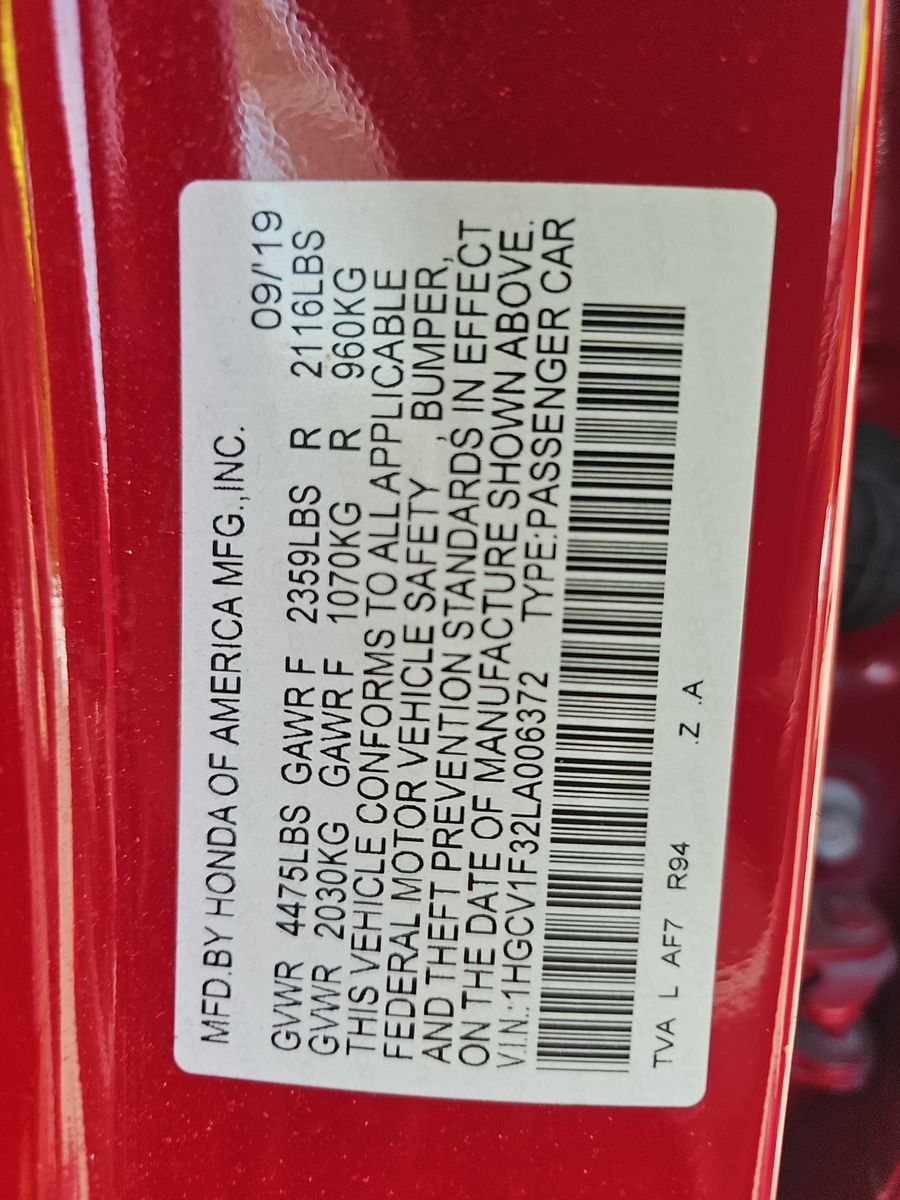 MFD.BY HONDA OF AMERICA MFG.,INC. 09/'19
GVWR 4475LBS GAWR F 2359LBS R 2116LBS
GVWR 2030KG GAWR F 1070KG R 960KG
THIS VEHICLE CONFORMS TO ALL APPLICABLE
FEDERAL MOTOR VEHICLE SAFETY, BUMPER,
AND THEFT PREVENTION STANDARDS, IN EFFECT
ON THE DATE OF MANUFACTURE SHOWN ABOVE.
V.I.N.:1HGCV1F32LA006372 TYPE:PASSENGER CAR
TVA L AF7 R94 .Z .A